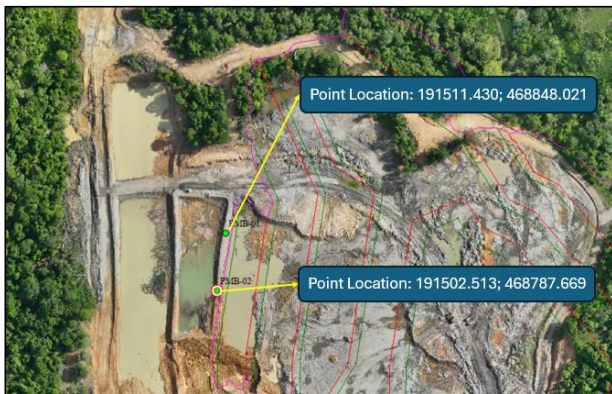 Point Location: 191511.430; 468848.021
PMB-01
PMB-02
Point Location: 191502.513; 468787.669